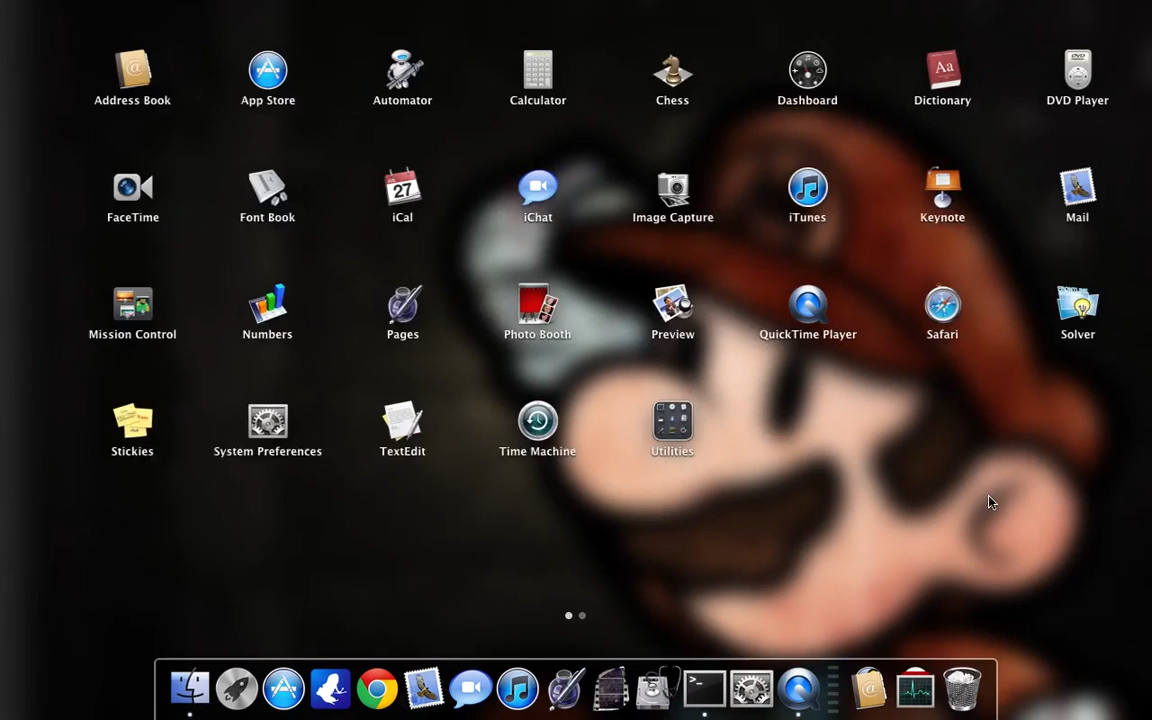 Address Book App Store Automator Calculator Chess Dashboard Dictionary DVD Player
FaceTime Font Book iCal iChat Image Capture iTunes Keynote Mail
Mission Control Numbers Pages Photo Booth Preview QuickTime Player Safari Solver
Stickies System Preferences TextEdit Time Machine Utilities